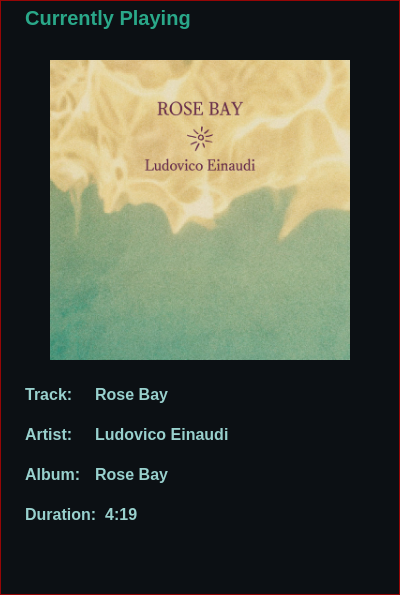 Currently Playing
ROSE BAY
Ludovico Einaudi
Track: Rose Bay
Artist: Ludovico Einaudi
Album: Rose Bay
Duration: 4:19